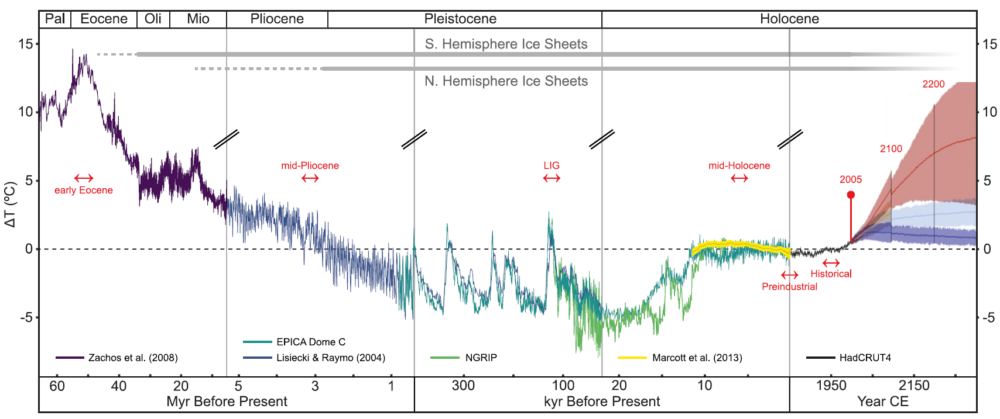 Pal Eocene Oli Mio Pliocene Pleistocene Holocene
15 S. Hemisphere Ice Sheets 15
N. Hemisphere Ice Sheets
2200
10 10
2100
mid-Pliocene LIG mid-Holocene
2005
5 early Eocene 5
ΔT (ºC)
0 0
Historical
Preindustrial
-5 -5
EPICA Dome C
Zachos et al. (2008) Lisiecki & Raymo (2004) NGRIP Marcott et al. (2013) HadCRUT4
60 40 20 5 3 1 300 100 20 10 1950 2150
Myr Before Present kyr Before Present Year CE